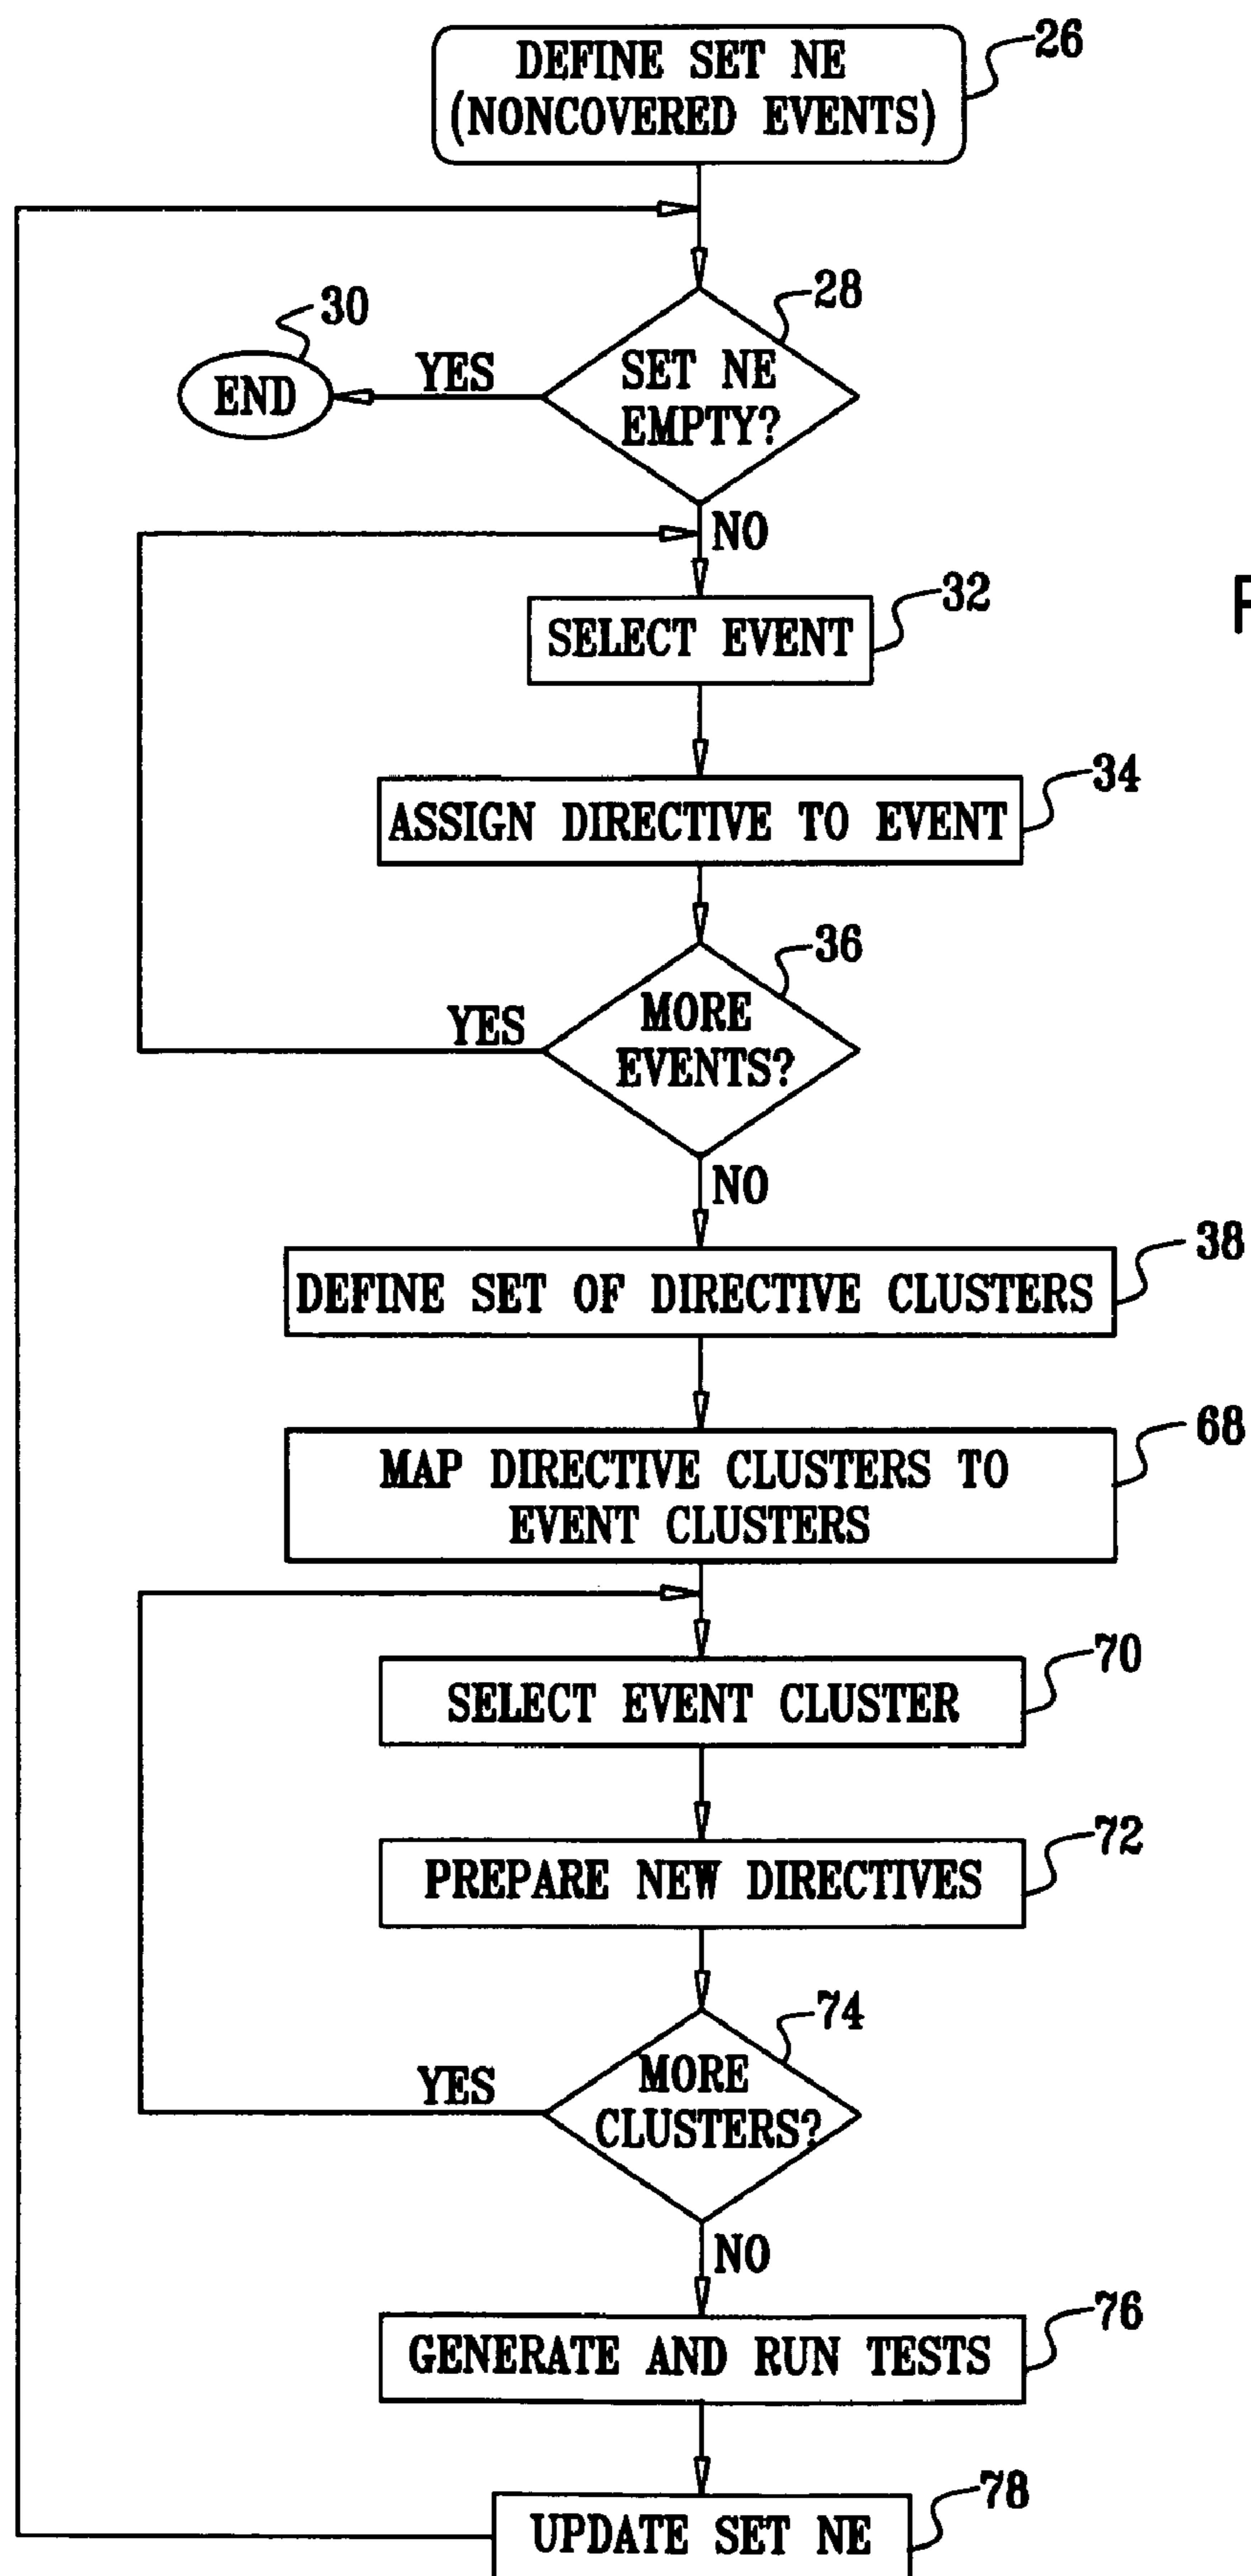 DEFINE SET NE
(NONCOVERED EVENTS)
26
30
28
END
YES
SET NE
EMPTY?
NO
32
SELECT EVENT
34
ASSIGN DIRECTIVE TO EVENT
36
YES
MORE
EVENTS?
NO
38
DEFINE SET OF DIRECTIVE CLUSTERS
68
MAP DIRECTIVE CLUSTERS TO
EVENT CLUSTERS
70
SELECT EVENT CLUSTER
72
PREPARE NEW DIRECTIVES
74
YES
MORE
CLUSTERS?
NO
76
GENERATE AND RUN TESTS
78
UPDATE SET NE